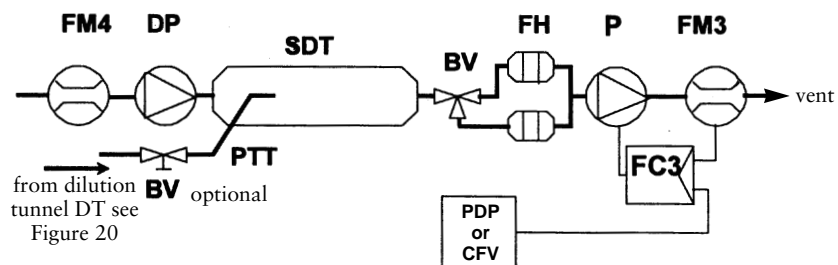 FM4
DP
SDT
BV
FH
P
FM3
vent
PTT
FC3
from dilution
tunnel DT see
Figure 20
BV optional
PDP
or
CFV